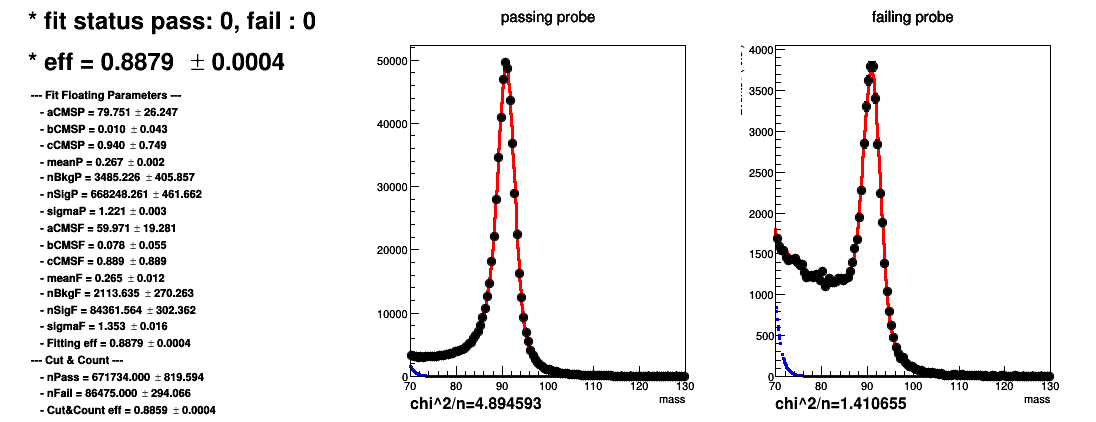 * fit status pass: 0, fail : 0
* eff = 0.8879 ± 0.0004
--- Fit Floating Parameters ---
- aCMSP = 79.751 ± 26.247
- bCMSP = 0.010 ± 0.043
- cCMSP = 0.940 ± 0.749
- meanP = 0.267 ± 0.002
- nBkgP = 3485.226 ± 405.857
- nSigP = 668248.261 ± 461.662
- sigmaP = 1.221 ± 0.003
- aCMSF = 59.971 ± 19.281
- bCMSF = 0.078 ± 0.055
- cCMSF = 0.889 ± 0.889
- meanF = 0.265 ± 0.012
- nBkgF = 2113.635 ± 270.263
- nSigF = 84361.564 ± 302.362
- sigmaF = 1.353 ± 0.016
- Fitting eff = 0.8879 ± 0.0004
--- Cut & Count ---
- nPass = 671734.000 ± 819.594
- nFail = 86475.000 ± 294.066
- Cut&Count eff = 0.8859 ± 0.0004
passing probe
50000
40000
30000
20000
10000
0
70 80 90 100 110 120 130
mass
chi^2/n=4.894593
failing probe
4000
3500
3000
2500
2000
1500
1000
500
0
70 80 90 100 110 120 130
mass
chi^2/n=1.410655